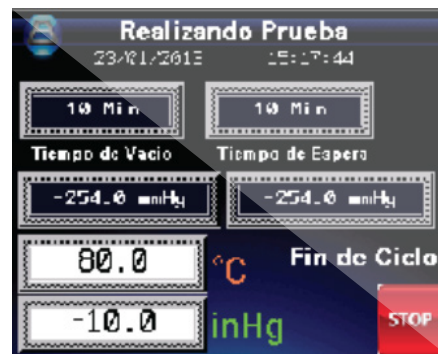 Realizando Prueba
23/01/2013 15:17:44
10 Min 10 Min
Tiempo de Vacio Tiempo de Espera
-254.0 mmHg -254.0 mmHg
80.0 °C Fin de Ciclo
-10.0 inHg STOP